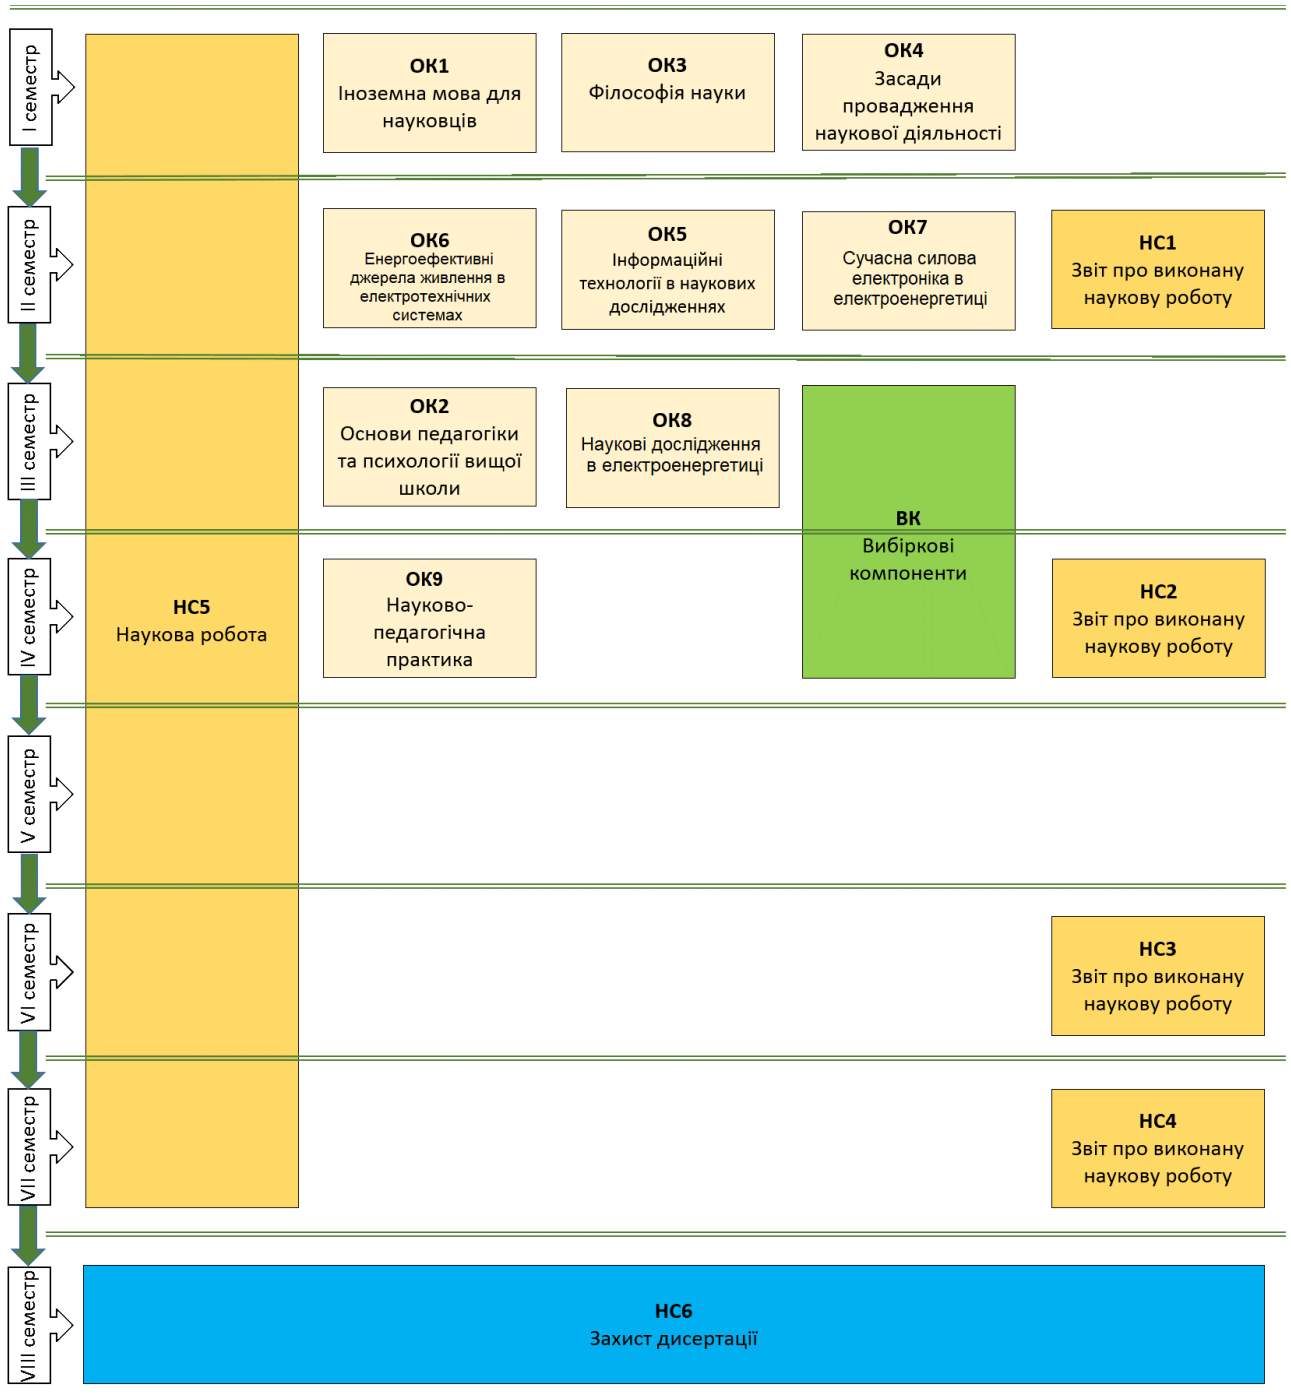 І семестр
ОК1
Іноземна мова для
науковців
ОК3
Філософія науки
ОК4
Засади
провадження
наукової діяльності
ІІ семестр
ОК6
Енергоефективні
джерела живлення в
електротехнічних
системах
ОК5
Інформаційні
технології в наукових
дослідженнях
ОК7
Сучасна силова
електроніка в
електроенергетиці
НС1
Звіт про виконану
наукову роботу
ІІІ семестр
ОК2
Основи педагогіки
та психології вищої
школи
ОК8
Наукові дослідження
в електроенергетиці
ВК
Вибіркові
компоненти
IV семестр
НС5
Наукова робота
ОК9
Науково-
педагогічна
практика
НС2
Звіт про виконану
наукову роботу
V семестр
VI семестр
НС3
Звіт про виконану
наукову роботу
VII семестр
НС4
Звіт про виконану
наукову роботу
VIII семестр
НС6
Захист дисертації